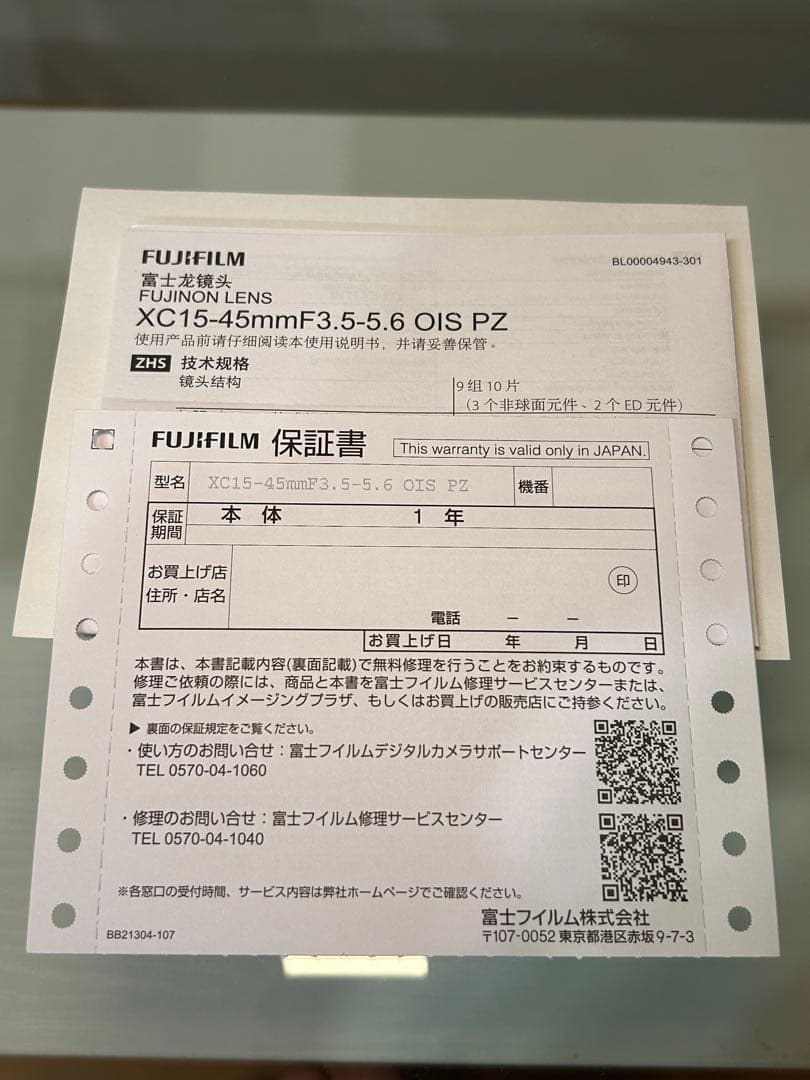 FUJIFILM
BL00004943-301
富士龙镜头
FUJINON LENS
XC15-45mmF3.5-5.6 OIS PZ
使用产品前请仔细阅读本使用说明书，并请妥善保管。
ZHS 技术规格
镜头结构
9 组 10 片
（3 个非球面元件、2 个 ED 元件）
FUJIFILM 保証書 This warranty is valid only in JAPAN.
型名 XC15-45mmF3.5-5.6 OIS PZ 機番
保証期間 本体 1年
お買上げ店
住所・店名
印
電話 － －
お買上げ日 年 月 日
本書は、本書記載内容(裏面記載)で無料修理を行うことをお約束するものです。
修理ご依頼の際には、商品と本書を富士フイルム修理サービスセンターまたは、
富士フイルムイメージングプラザ、もしくはお買上げの販売店にご持参ください。
▶ 裏面の保証規定をご覧ください。
・使い方のお問い合せ：富士フイルムデジタルカメラサポートセンター
TEL 0570-04-1060
・修理のお問い合せ：富士フイルム修理サービスセンター
TEL 0570-04-1040
※各窓口の受付時間、サービス内容は弊社ホームページでご確認ください。
富士フイルム株式会社
BB21304-107
〒107-0052 東京都港区赤坂9-7-3